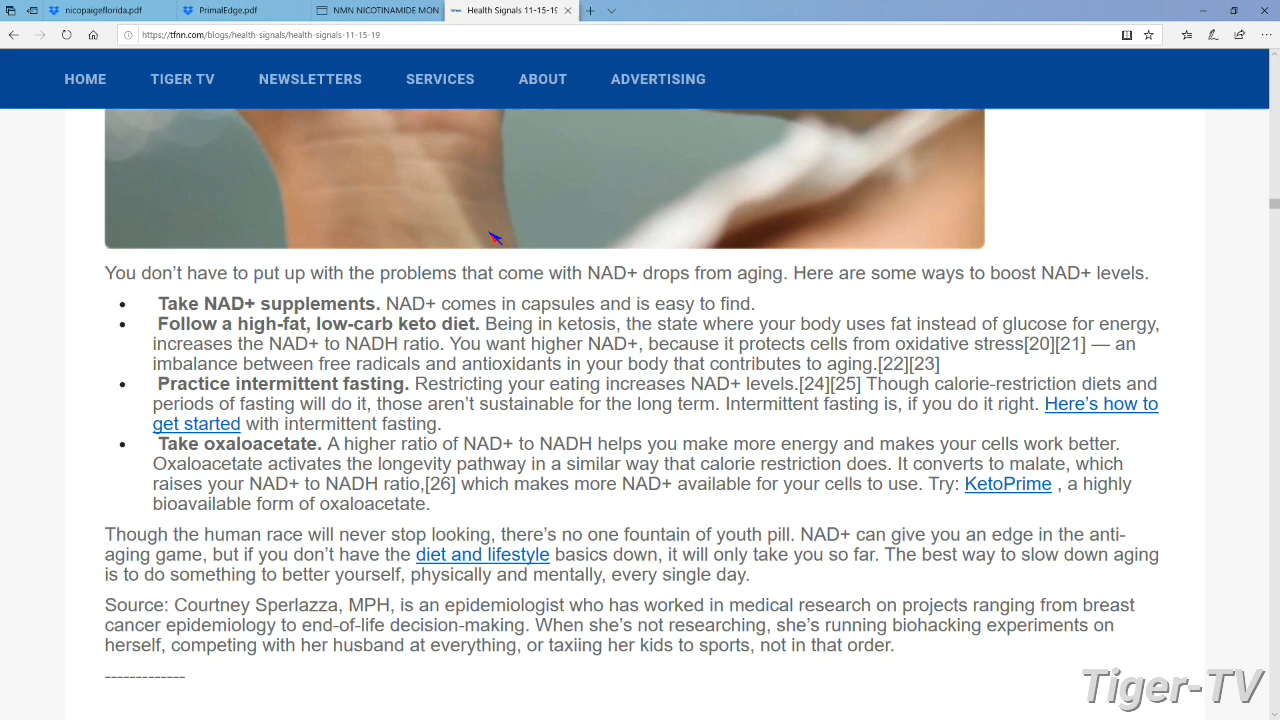 nicopaigeflorida.pdf
PrimalEdge.pdf
NMN NICOTINAMIDE MON
Health Signals 11-15-19
https://tfnn.com/blogs/health-signals/health-signals-11-15-19
HOME TIGER TV NEWSLETTERS SERVICES ABOUT ADVERTISING
You don’t have to put up with the problems that come with NAD+ drops from aging. Here are some ways to boost NAD+ levels.
• Take NAD+ supplements. NAD+ comes in capsules and is easy to find.
• Follow a high-fat, low-carb keto diet. Being in ketosis, the state where your body uses fat instead of glucose for energy,
increases the NAD+ to NADH ratio. You want higher NAD+, because it protects cells from oxidative stress[20][21] — an
imbalance between free radicals and antioxidants in your body that contributes to aging.[22][23]
• Practice intermittent fasting. Restricting your eating increases NAD+ levels.[24][25] Though calorie-restriction diets and
periods of fasting will do it, those aren’t sustainable for the long term. Intermittent fasting is, if you do it right. Here’s how to
get started with intermittent fasting.
• Take oxaloacetate. A higher ratio of NAD+ to NADH helps you make more energy and makes your cells work better.
Oxaloacetate activates the longevity pathway in a similar way that calorie restriction does. It converts to malate, which
raises your NAD+ to NADH ratio,[26] which makes more NAD+ available for your cells to use. Try: KetoPrime , a highly
bioavailable form of oxaloacetate.
Though the human race will never stop looking, there’s no one fountain of youth pill. NAD+ can give you an edge in the anti-
aging game, but if you don’t have the diet and lifestyle basics down, it will only take you so far. The best way to slow down aging
is to do something to better yourself, physically and mentally, every single day.
Source: Courtney Sperlazza, MPH, is an epidemiologist who has worked in medical research on projects ranging from breast
cancer epidemiology to end-of-life decision-making. When she’s not researching, she’s running biohacking experiments on
herself, competing with her husband at everything, or taxiing her kids to sports, not in that order.
-------------
Tiger-TV